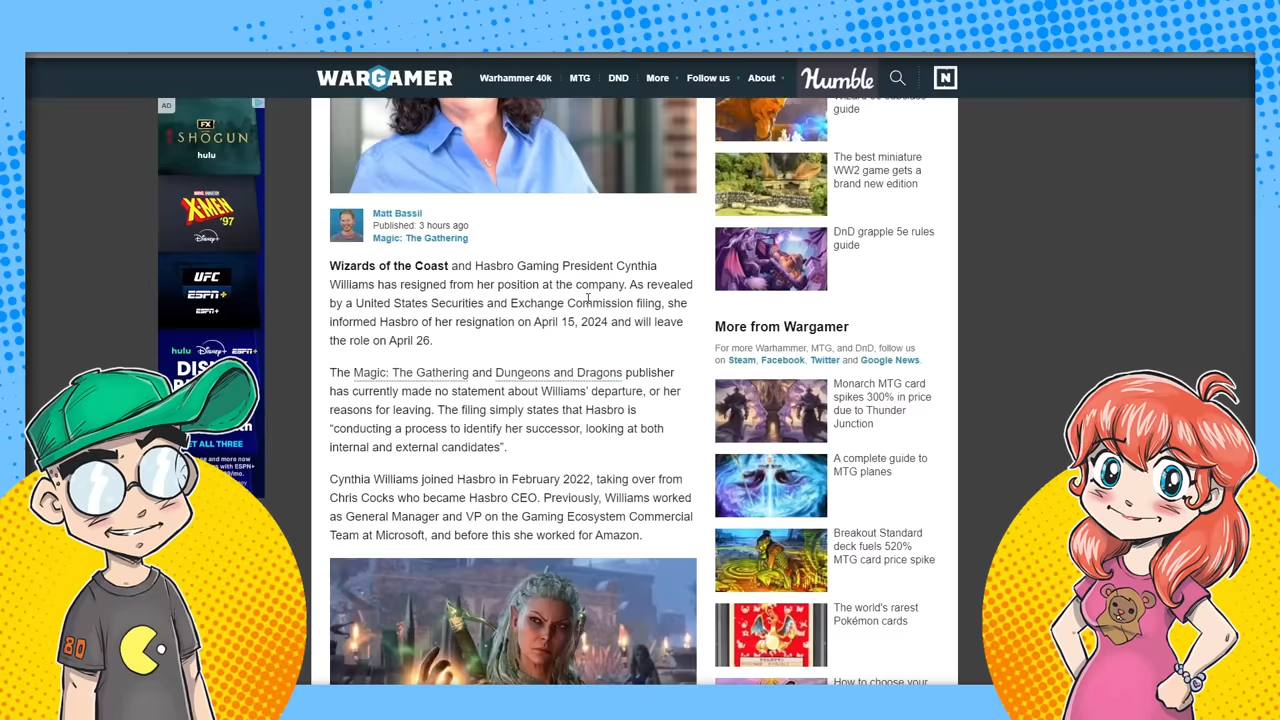 WARGAMER
Warhammer 40k
MTG
DND
More
Follow us
About
Humble
N
AD
FX
SHŌGUN
hulu
MARVEL ANIMATION
X-MEN
'97
Disney+
UFC
ESPN+
ESPN+
hulu Disney+ ESPN+
GET ALL THREE
Matt Bassil
Published: 3 hours ago
Magic: The Gathering
Wizards of the Coast and Hasbro Gaming President Cynthia
Williams has resigned from her position at the company. As revealed
by a United States Securities and Exchange Commission filing, she
informed Hasbro of her resignation on April 15, 2024 and will leave
the role on April 26.
The Magic: The Gathering and Dungeons and Dragons publisher
has currently made no statement about Williams’ departure, or her
reasons for leaving. The filing simply states that Hasbro is
“conducting a process to identify her successor, looking at both
internal and external candidates”.
Cynthia Williams joined Hasbro in February 2022, taking over from
Chris Cocks who became Hasbro CEO. Previously, Williams worked
as General Manager and VP on the Gaming Ecosystem Commercial
Team at Microsoft, and before this she worked for Amazon.
guide
The best miniature
WW2 game gets a
brand new edition
DnD grapple 5e rules
guide
More from Wargamer
For more Warhammer, MTG, and DnD, follow us
on Steam, Facebook, Twitter and Google News.
Monarch MTG card
spikes 300% in price
due to Thunder
Junction
A complete guide to
MTG planes
Breakout Standard
deck fuels 520%
MTG card price spike
The world's rarest
Pokémon cards
How to choose your
80